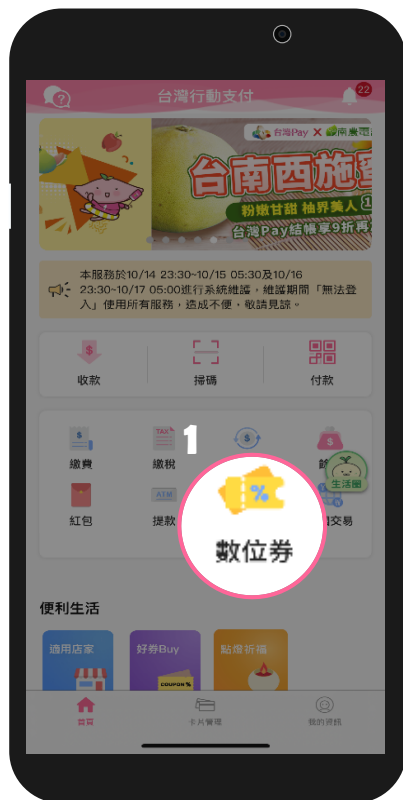 台灣行動支付
22
台灣Pay X 南農電
台南西施蜜
粉嫩甘甜 柚界美人
台灣Pay結帳享9折再
本服務於10/14 23:30~10/15 05:30及10/16
23:30~10/17 05:00進行系統維護，維護期間「無法登
入」使用所有服務，造成不便，敬請見諒。
收款
掃碼
付款
1
繳費
TAX
繳稅
生活圈
紅包
ATM
提款
%
數位券
交易
便利生活
適用店家
好券Buy
COUPON %
點燈祈福
首頁
卡片管理
我的資訊